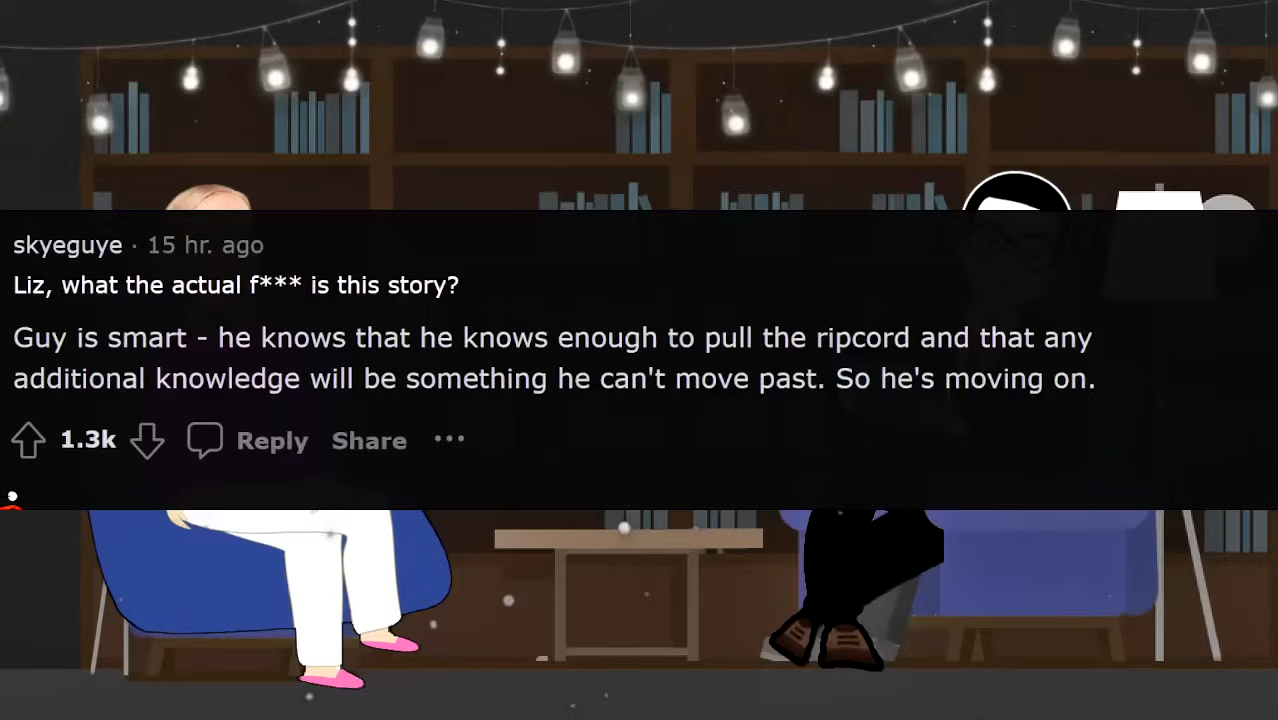 skyeguye · 15 hr. ago
Liz, what the actual f*** is this story?
Guy is smart - he knows that he knows enough to pull the ripcord and that any
additional knowledge will be something he can't move past. So he's moving on.
1.3k Reply Share ···